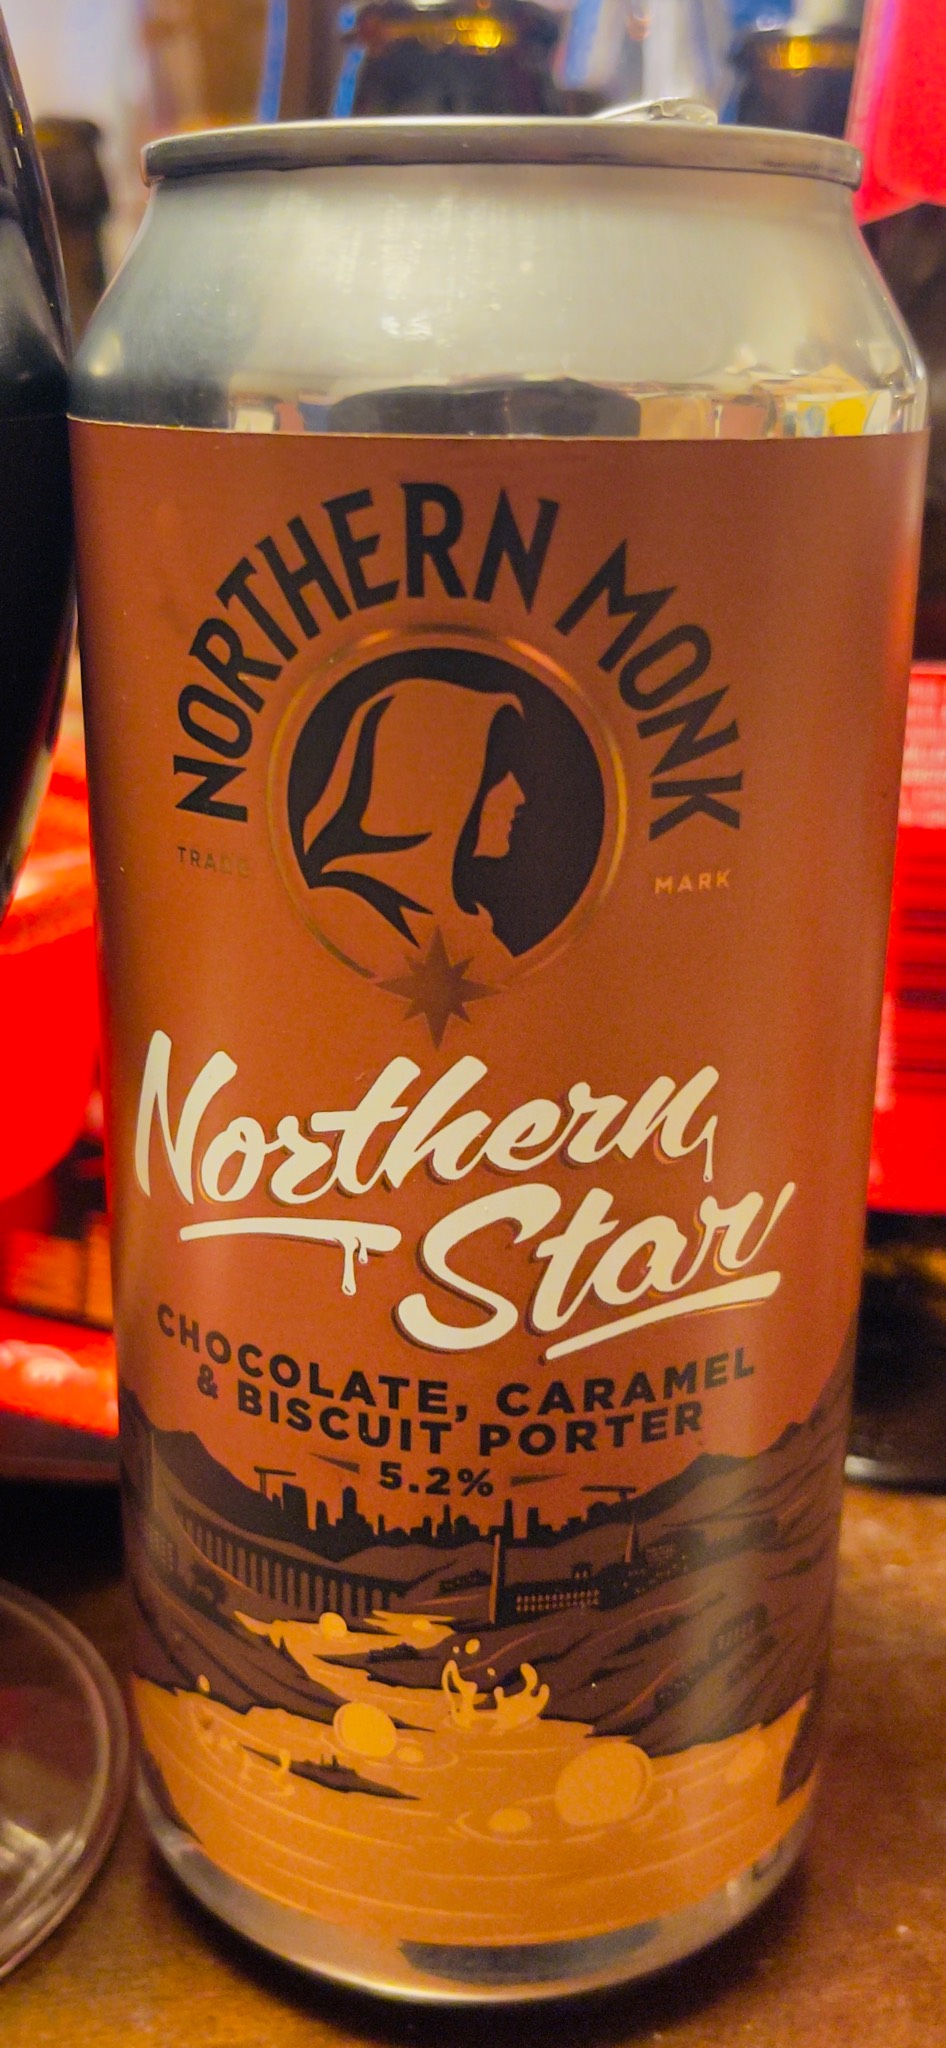 NORTHERN MONK
TRADE MARK
Northern
Star
CHOCOLATE, CARAMEL
& BISCUIT PORTER
5.2%